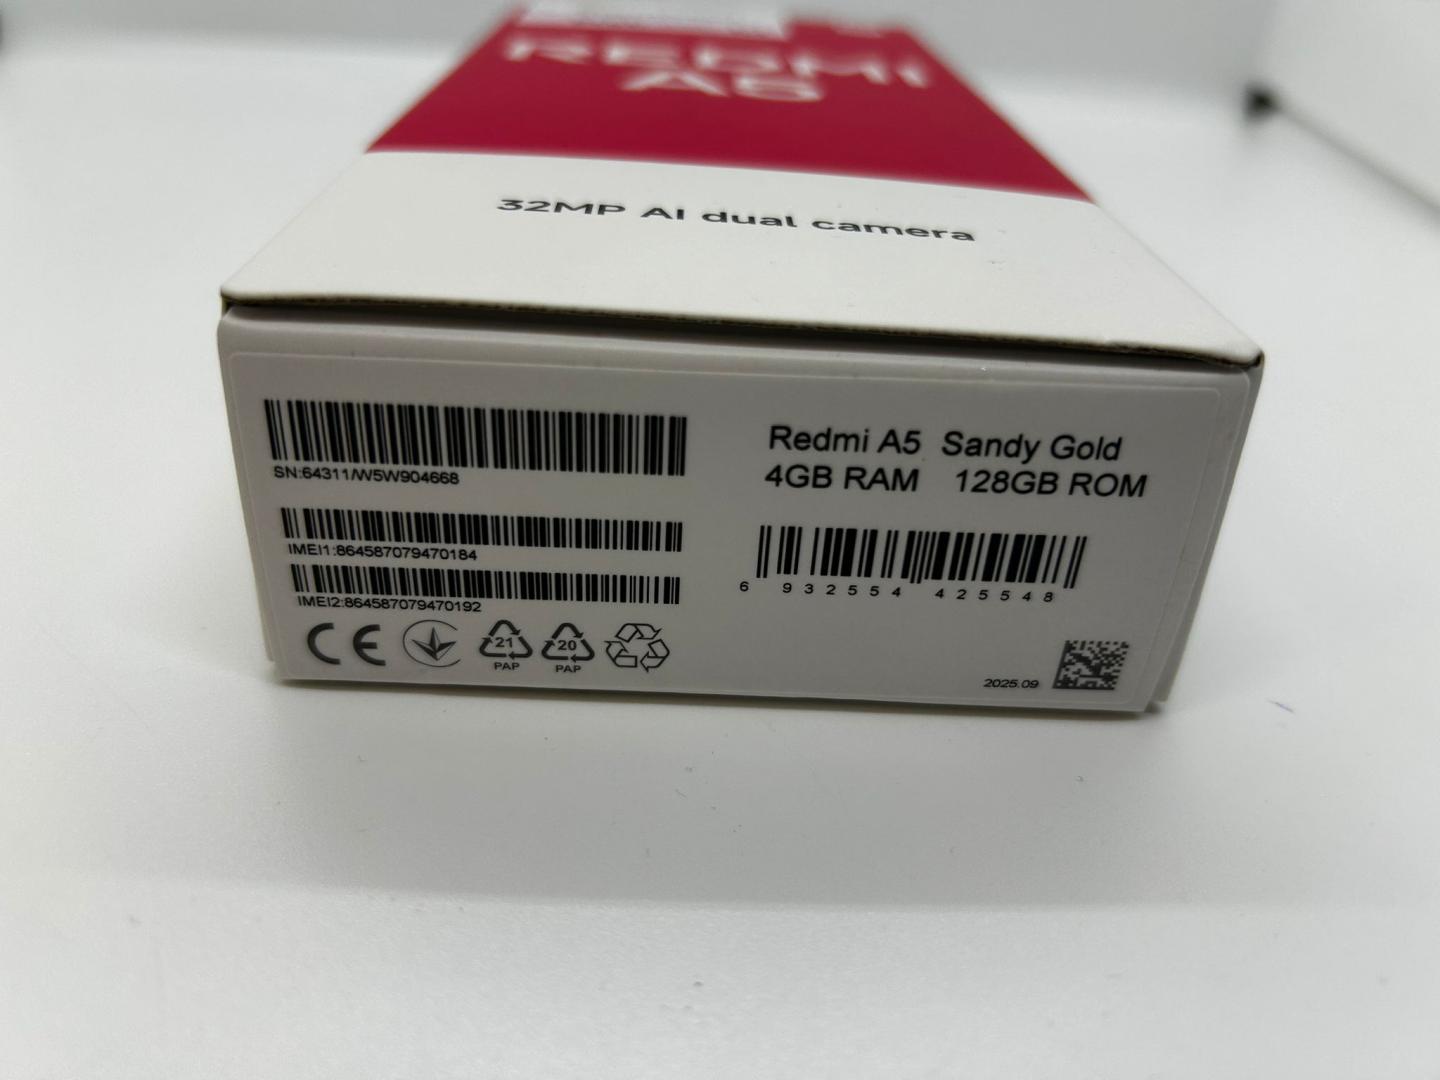 REDMI
A5
32MP AI dual camera
SN:64311/W5W904668
IMEI1:864587079470184
IMEI2:864587079470192
CE
21
PAP
20
PAP
Redmi A5 Sandy Gold
4GB RAM 128GB ROM
6 932554 425548
2025.09